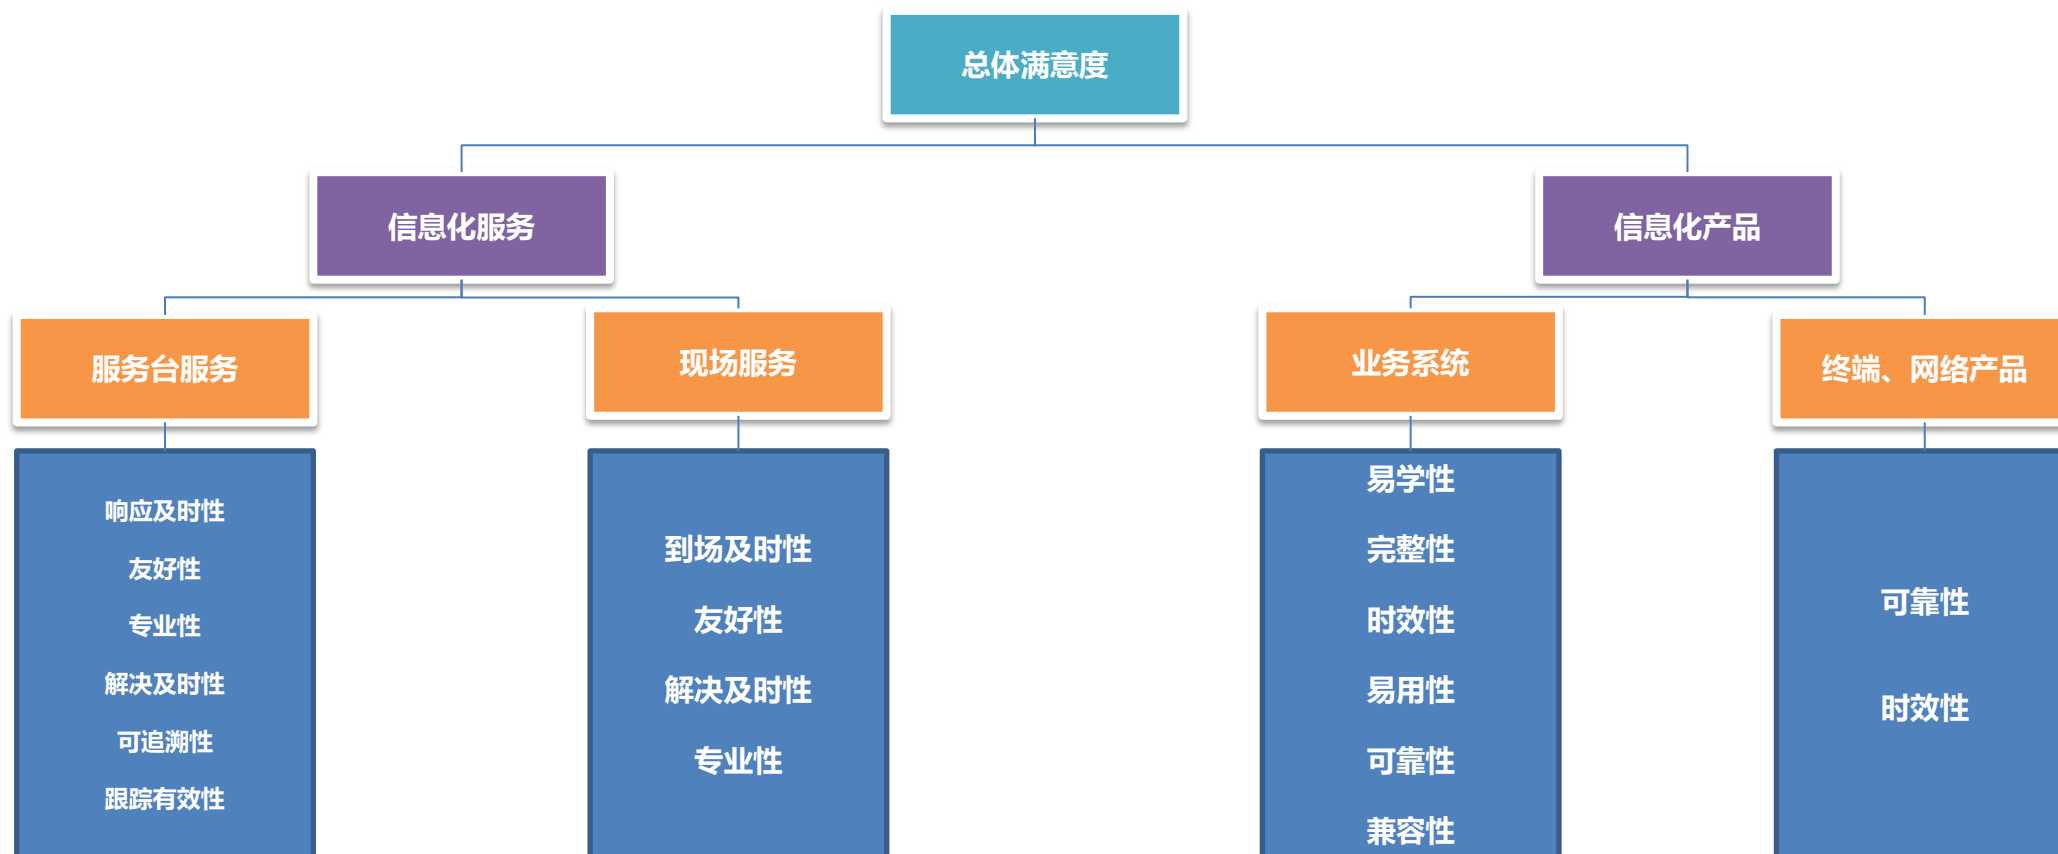 总体满意度
信息化服务
信息化产品
服务台服务
现场服务
业务系统
终端、网络产品
响应及时性
友好性
专业性
解决及时性
可追溯性
跟踪有效性
到场及时性
友好性
解决及时性
专业性
易学性
完整性
时效性
易用性
可靠性
兼容性
可靠性
时效性